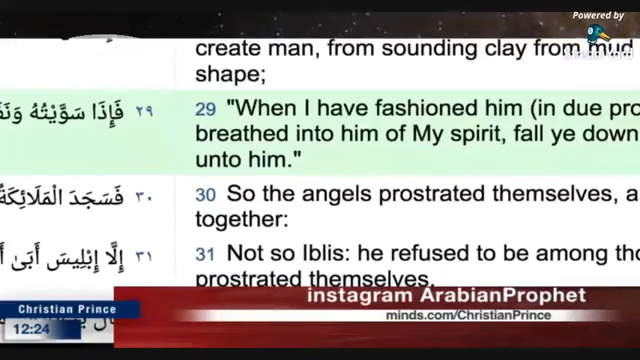 Powered by
create man, from sounding clay from mud
shape;
29 "When I have fashioned him (in due pro
breathed into him of My spirit, fall ye down
unto him."
٢٩ فَإِذَا سَوَّيْتُهُ وَنَفَ
30 So the angels prostrated themselves, a
together:
٣٠ فَسَجَدَ الْمَلَائِكَةُ
31 Not so Iblis: he refused to be among tho
prostrated themselves.
٣١ إِلَّا إِبْلِيسَ أَبَىٰ أَ
instagram ArabianProphet
Christian Prince
minds.com/ChristianPrince
12:24